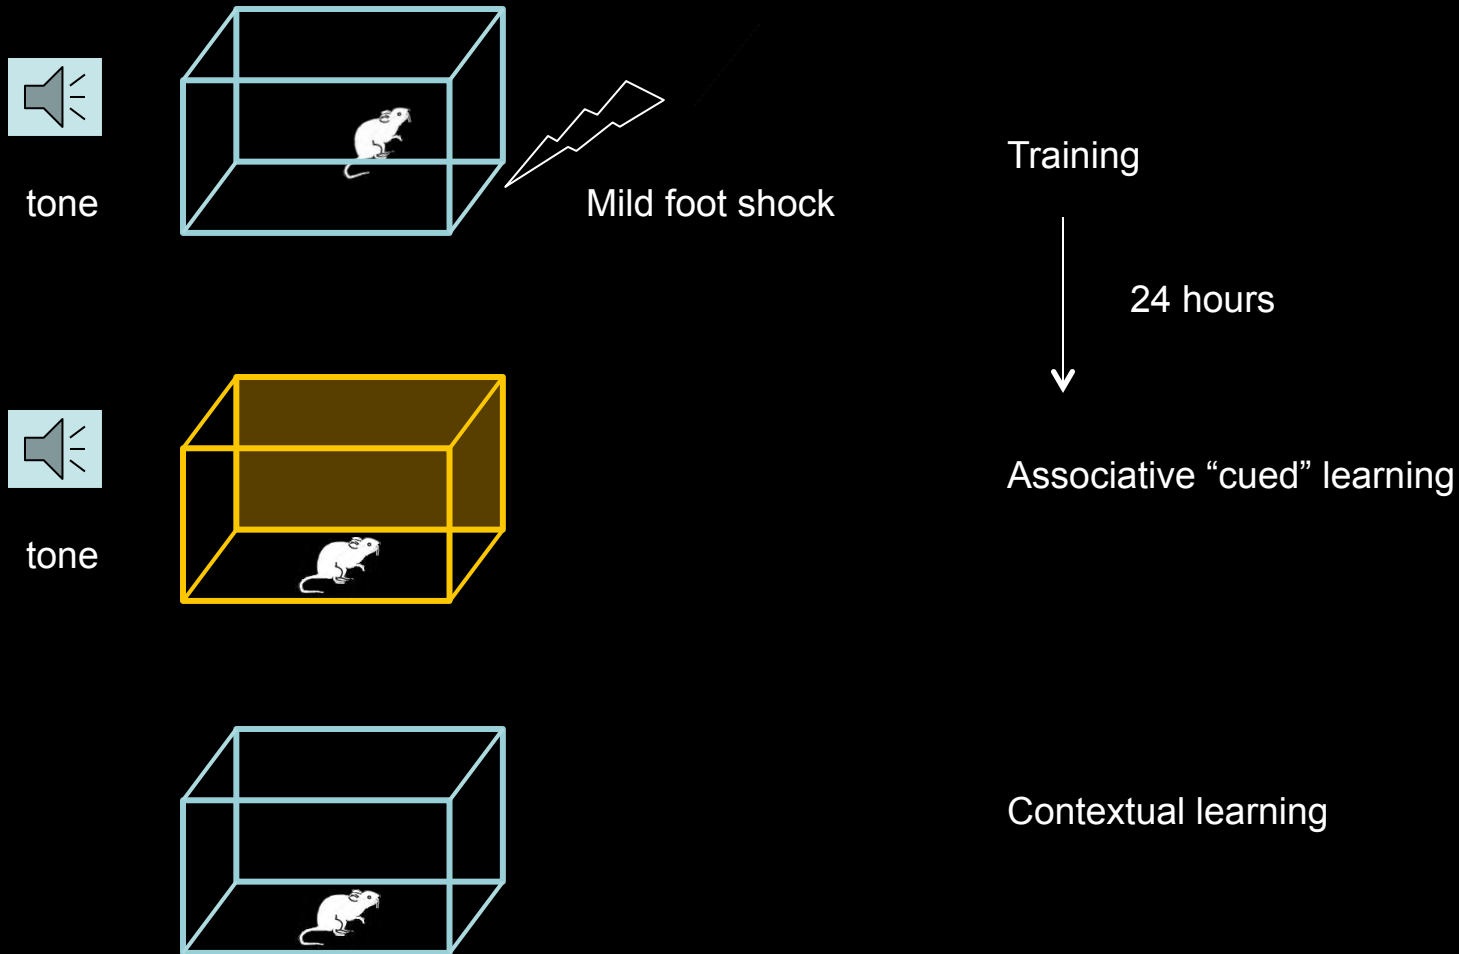 Training
tone
Mild foot shock
24 hours
Associative “cued” learning
tone
Contextual learning